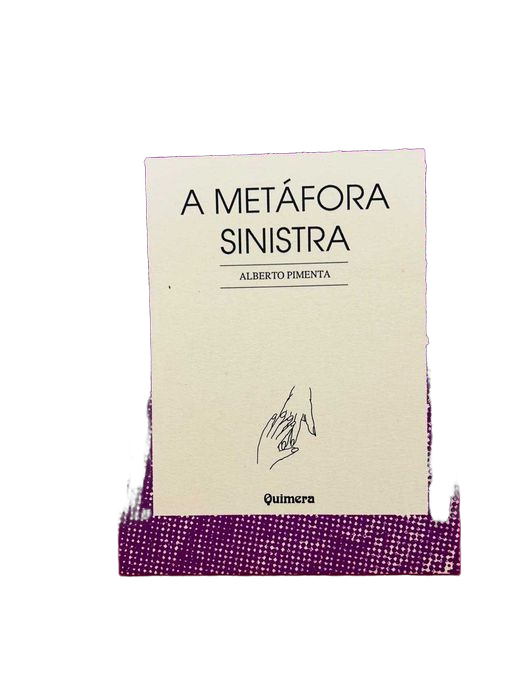 A METÁFORA
SINISTRA
ALBERTO PIMENTA
Quimera